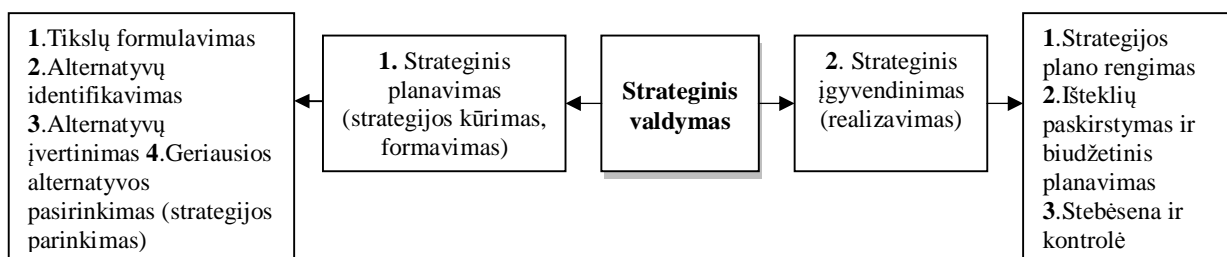 1.Tikslų formulavimas
2.Alternatyvų
identifikavimas
3.Alternatyvų
įvertinimas 4.Geriausios
alternatyvos
pasirinkimas (strategijos
parinkimas)
1. Strateginis
planavimas
(strategijos kūrimas,
formavimas)
Strateginis
valdymas
2. Strateginis
įgyvendinimas
(realizavimas)
1.Strategijos
plano rengimas
2.Išteklių
paskirstymas ir
biudžetinis
planavimas
3.Stebėsena ir
kontrolė